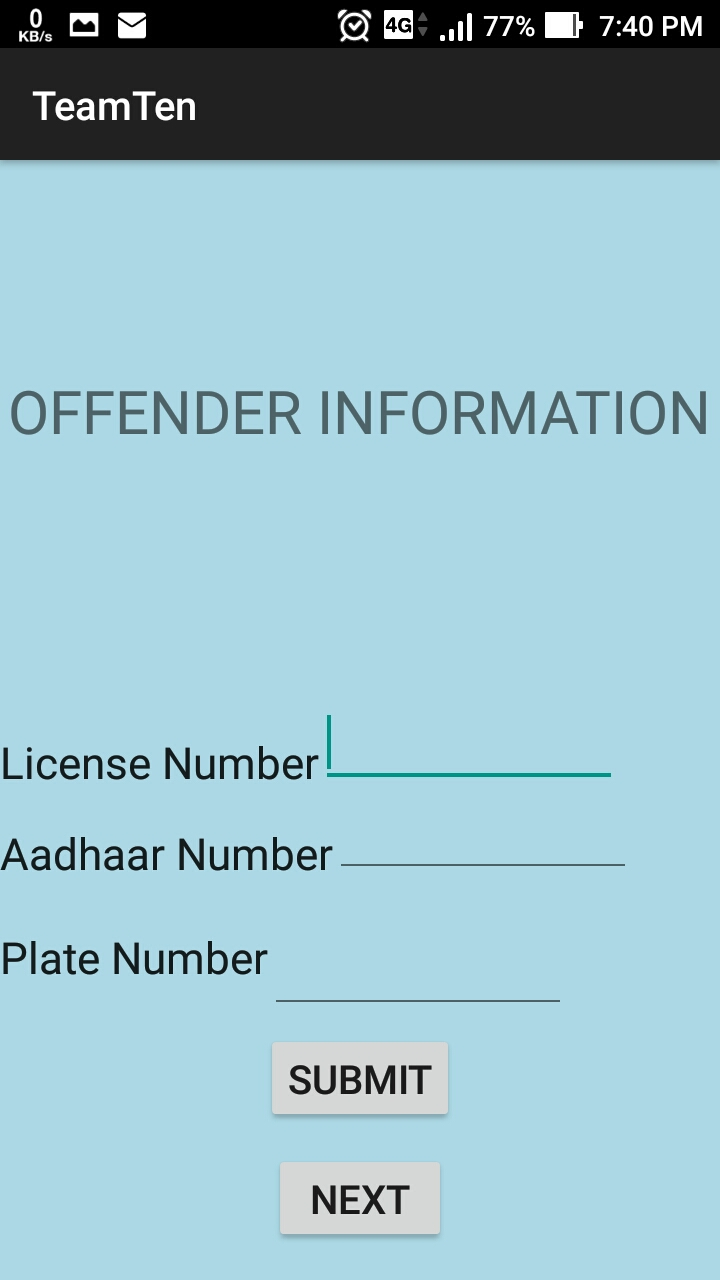 0
KB/s
4G 77% 7:40 PM
TeamTen
OFFENDER INFORMATION
License Number
Aadhaar Number
Plate Number
SUBMIT
NEXT